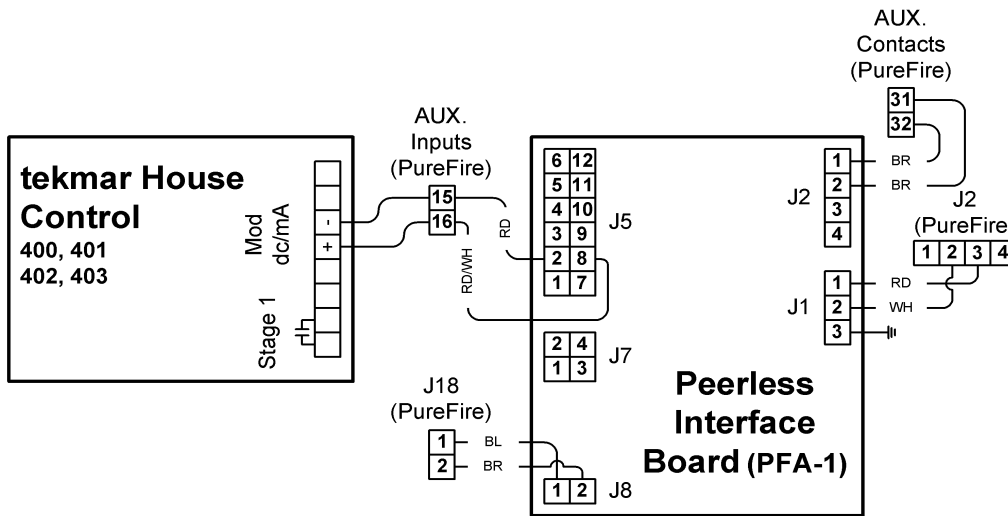 AUX.
Contacts
(PureFire)
31
32
tekmar House
Control
400, 401
402, 403
Mod
dc/mA
-
+
Stage 1
AUX.
Inputs
(PureFire)
15
16
RD
RD/WH
6 12
5 11
4 10
3 9
2 8
1 7
J5
2 4
1 3
J7
J18
(PureFire)
1 BL
2 BR
1 2
J8
J2
1 BR
2 BR
3
4
J2
(PureFire
1 2 3 4
J1
1 RD
2 WH
3
Peerless
Interface
Board (PFA-1)